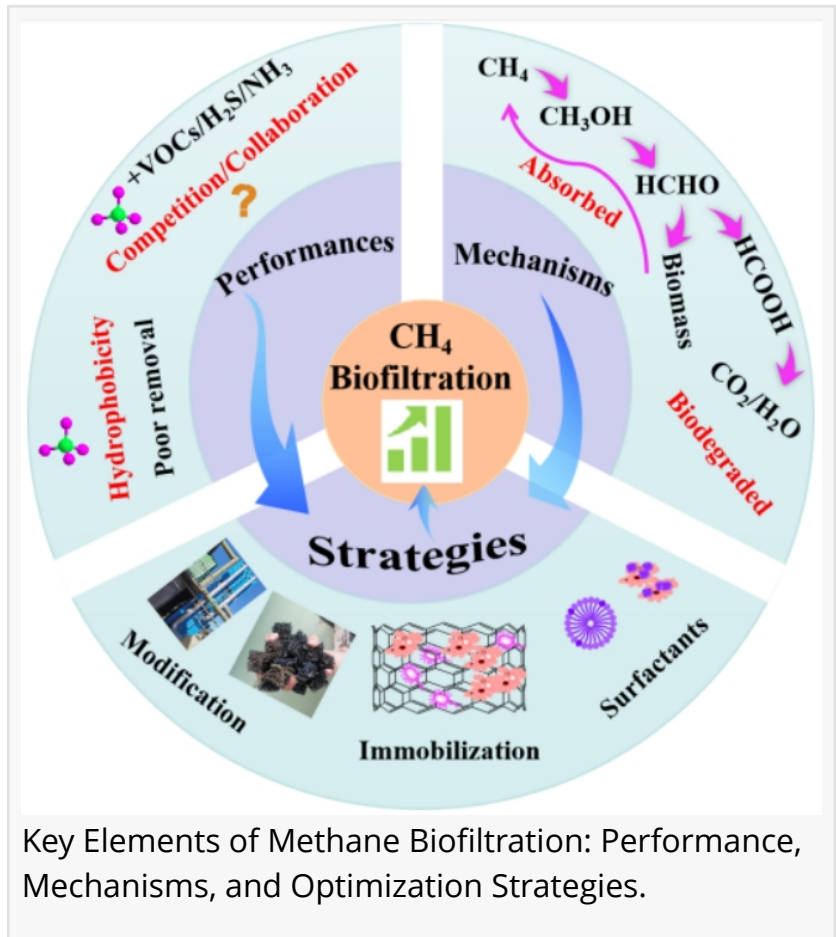 +VOCs/H₂S/NH₃
Competition/Collaboration
?
Hydrophobicity
Poor removal
Performances
CH₄
CH₃OH
HCHO
Absorbed
Biomass
HCOOH
CO₂/H₂O
Biodegraded
Mechanisms
CH₄
Biofiltration
Strategies
Modification
Immobilization
Surfactants
Key Elements of Methane Biofiltration: Performance,
Mechanisms, and Optimization Strategies.